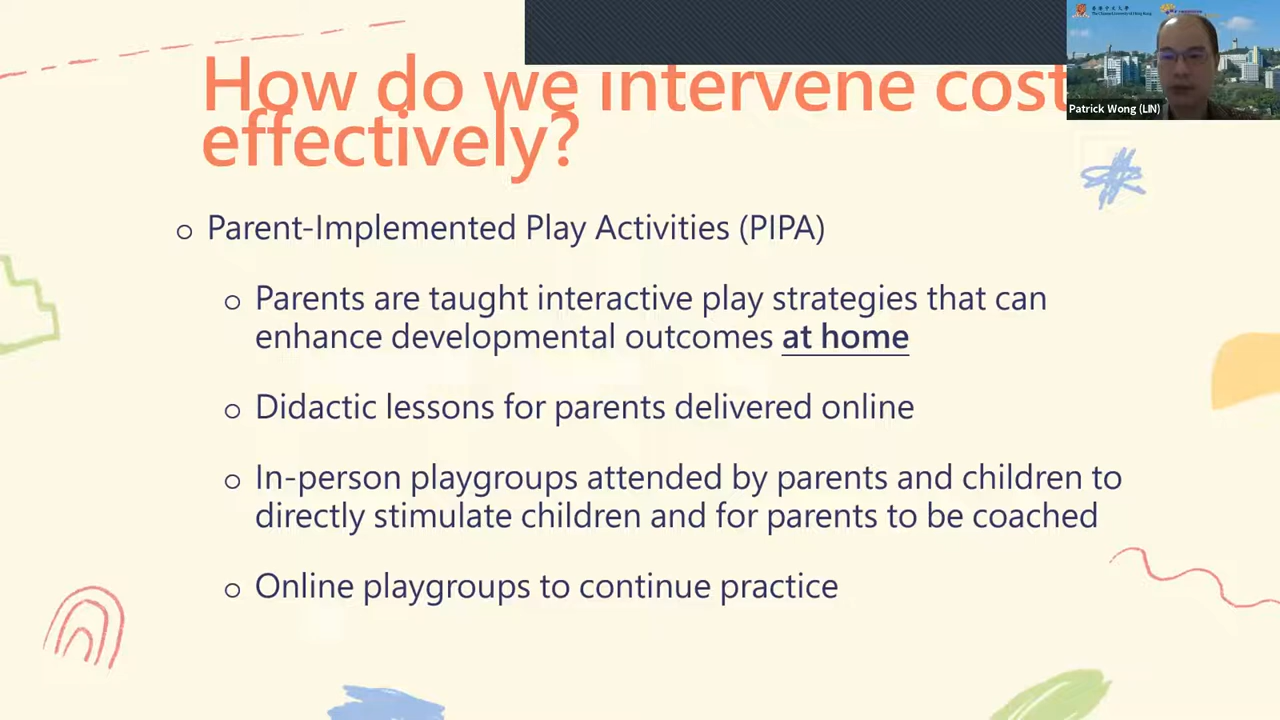 How do we intervene cost
effectively?
Patrick Wong (LIN)
Parent-Implemented Play Activities (PIPA)
Parents are taught interactive play strategies that can
enhance developmental outcomes at home
Didactic lessons for parents delivered online
In-person playgroups attended by parents and children to
directly stimulate children and for parents to be coached
Online playgroups to continue practice